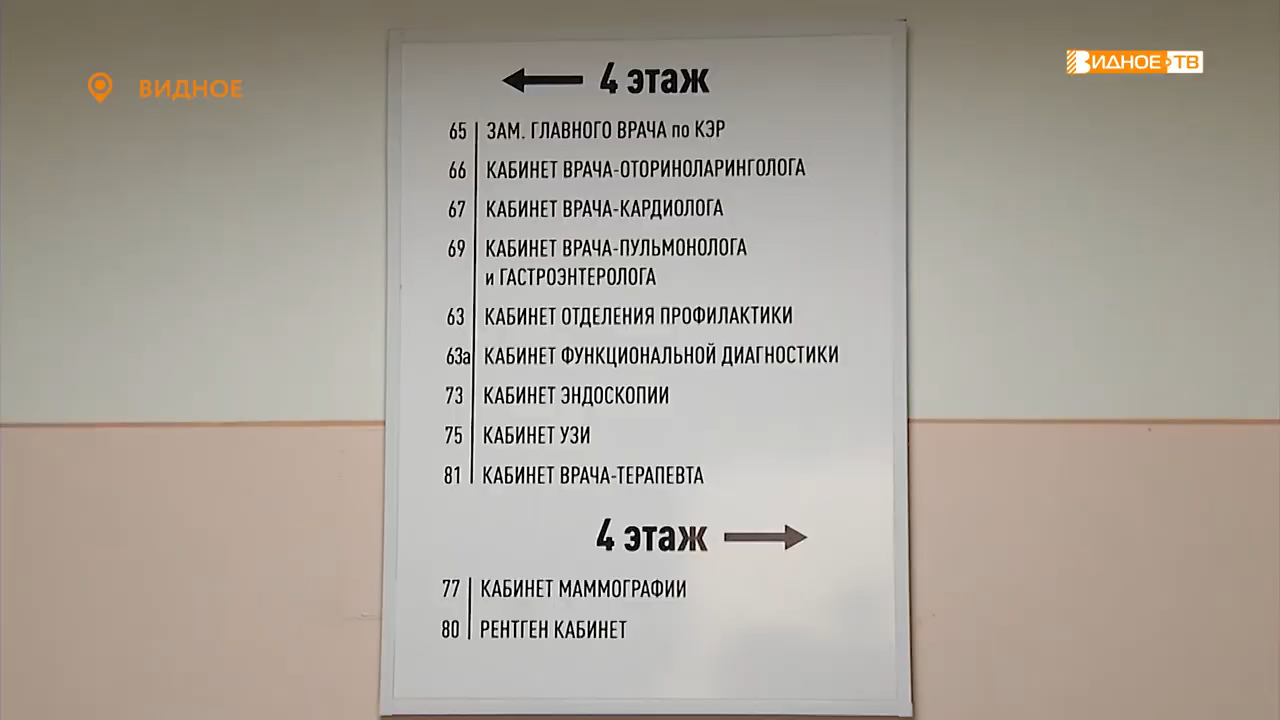 ВИДНОЕ
ВИДНОЕ ТВ
4 этаж
65 ЗАМ. ГЛАВНОГО ВРАЧА по КЭР
66 КАБИНЕТ ВРАЧА-ОТОРИНОЛАРИНГОЛОГА
67 КАБИНЕТ ВРАЧА-КАРДИОЛОГА
69 КАБИНЕТ ВРАЧА-ПУЛЬМОНОЛОГА
и ГАСТРОЭНТЕРОЛОГА
63 КАБИНЕТ ОТДЕЛЕНИЯ ПРОФИЛАКТИКИ
63а КАБИНЕТ ФУНКЦИОНАЛЬНОЙ ДИАГНОСТИКИ
73 КАБИНЕТ ЭНДОСКОПИИ
75 КАБИНЕТ УЗИ
81 КАБИНЕТ ВРАЧА-ТЕРАПЕВТА
4 этаж
77 КАБИНЕТ МАММОГРАФИИ
80 РЕНТГЕН КАБИНЕТ